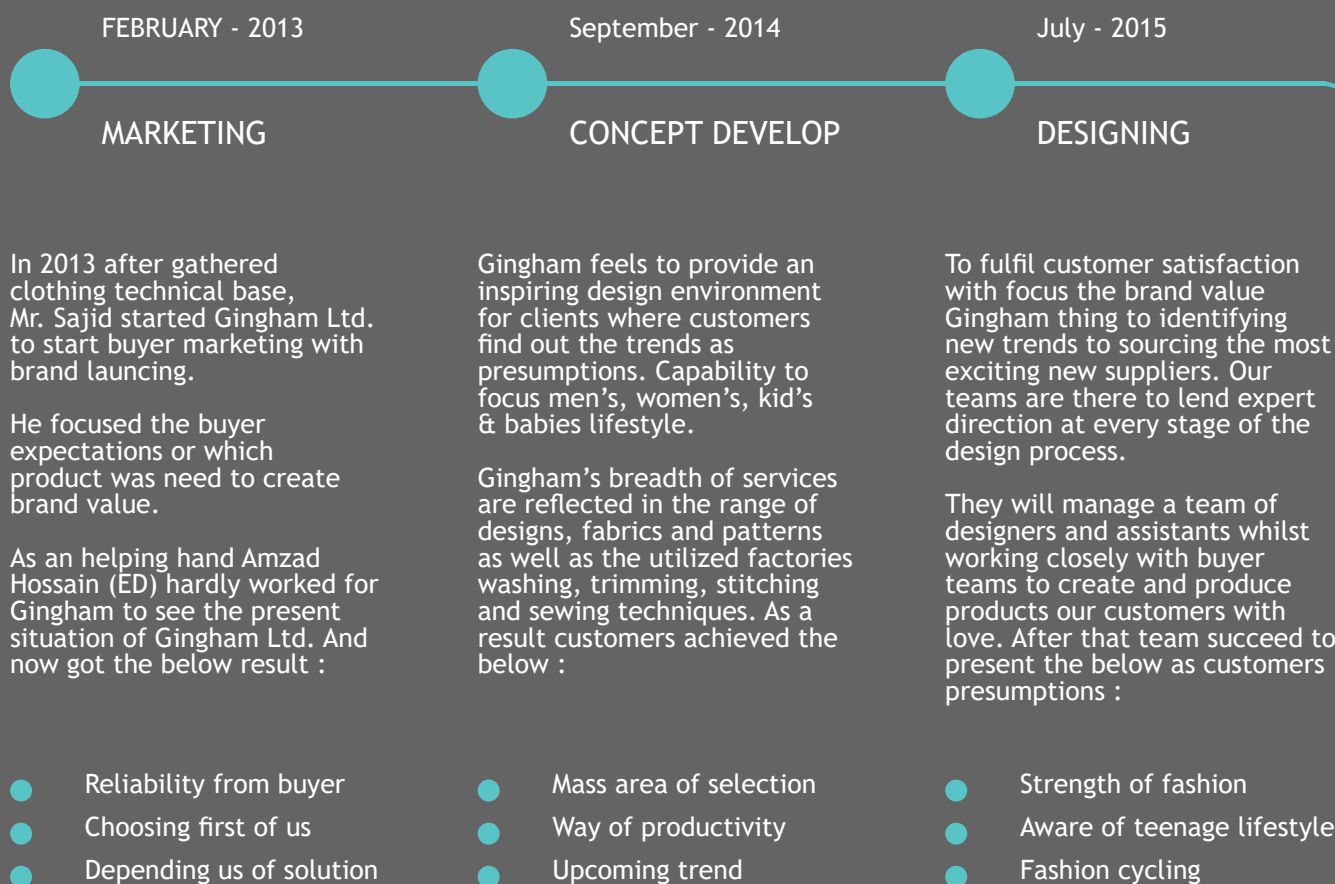 FEBRUARY - 2013
MARKETING
In 2013 after gathered
clothing technical base,
Mr. Sajid started Gingham Ltd.
to start buyer marketing with
brand launcing.
He focused the buyer
expectations or which
product was need to create
brand value.
As an helping hand Amzad
Hossain (ED) hardly worked for
Gingham to see the present
situation of Gingham Ltd. And
now got the below result :
Reliability from buyer
Choosing first of us
Depending us of solution
September - 2014
CONCEPT DEVELOP
Gingham feels to provide an
inspiring design environment
for clients where customers
find out the trends as
presumptions. Capability to
focus men’s, women’s, kid’s
& babies lifestyle.
Gingham’s breadth of services
are reflected in the range of
designs, fabrics and patterns
as well as the utilized factories
washing, trimming, stitching
and sewing techniques. As a
result customers achieved the
below :
Mass area of selection
Way of productivity
Upcoming trend
July - 2015
DESIGNING
To fulfil customer satisfaction
with focus the brand value
Gingham thing to identifying
new trends to sourcing the most
exciting new suppliers. Our
teams are there to lend expert
direction at every stage of the
design process.
They will manage a team of
designers and assistants whilst
working closely with buyer
teams to create and produce
products our customers with
love. After that team succeed to
present the below as customers
presumptions :
Strength of fashion
Aware of teenage lifestyle
Fashion cycling